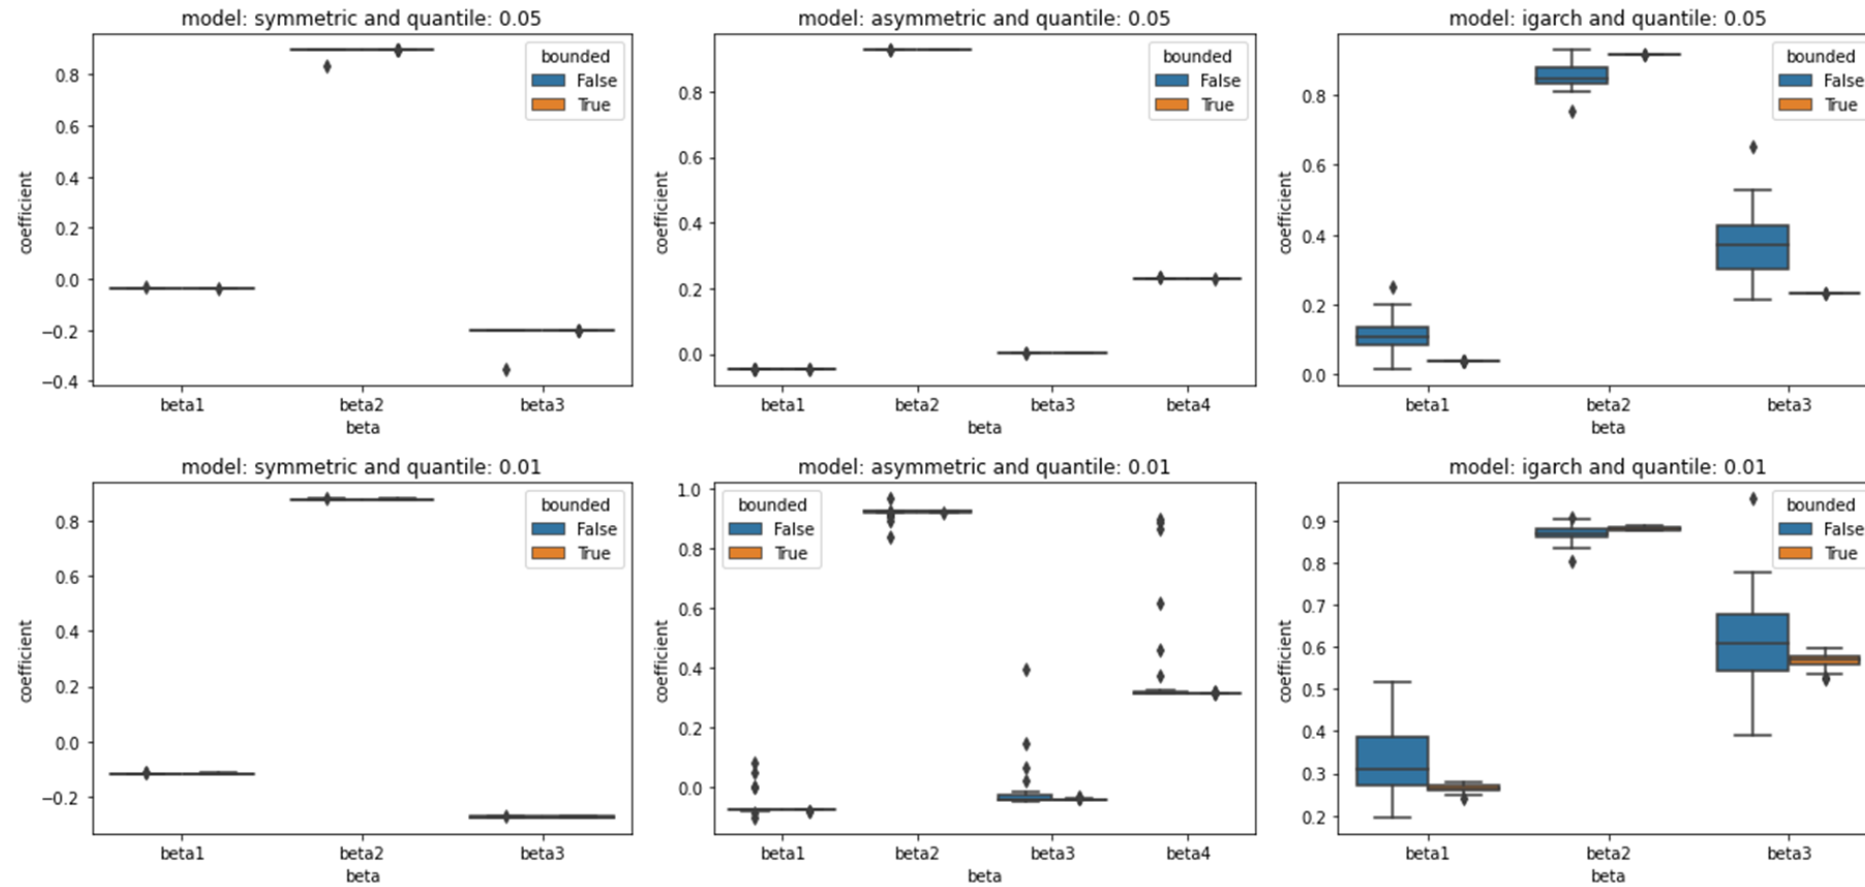 model: symmetric and quantile: 0.05
bounded
False
True
coefficient
0.8
0.6
0.4
0.2
0.0
−0.2
−0.4
beta1 beta2 beta3
beta
model: asymmetric and quantile: 0.05
bounded
False
True
coefficient
0.8
0.6
0.4
0.2
0.0
beta1 beta2 beta3 beta4
beta
model: igarch and quantile: 0.05
bounded
False
True
coefficient
0.8
0.6
0.4
0.2
0.0
beta1 beta2 beta3
beta
model: symmetric and quantile: 0.01
bounded
False
True
coefficient
0.8
0.6
0.4
0.2
0.0
−0.2
beta1 beta2 beta3
beta
model: asymmetric and quantile: 0.01
bounded
False
True
coefficient
1.0
0.8
0.6
0.4
0.2
0.0
beta1 beta2 beta3 beta4
beta
model: igarch and quantile: 0.01
bounded
False
True
coefficient
0.9
0.8
0.7
0.6
0.5
0.4
0.3
0.2
beta1 beta2 beta3
beta